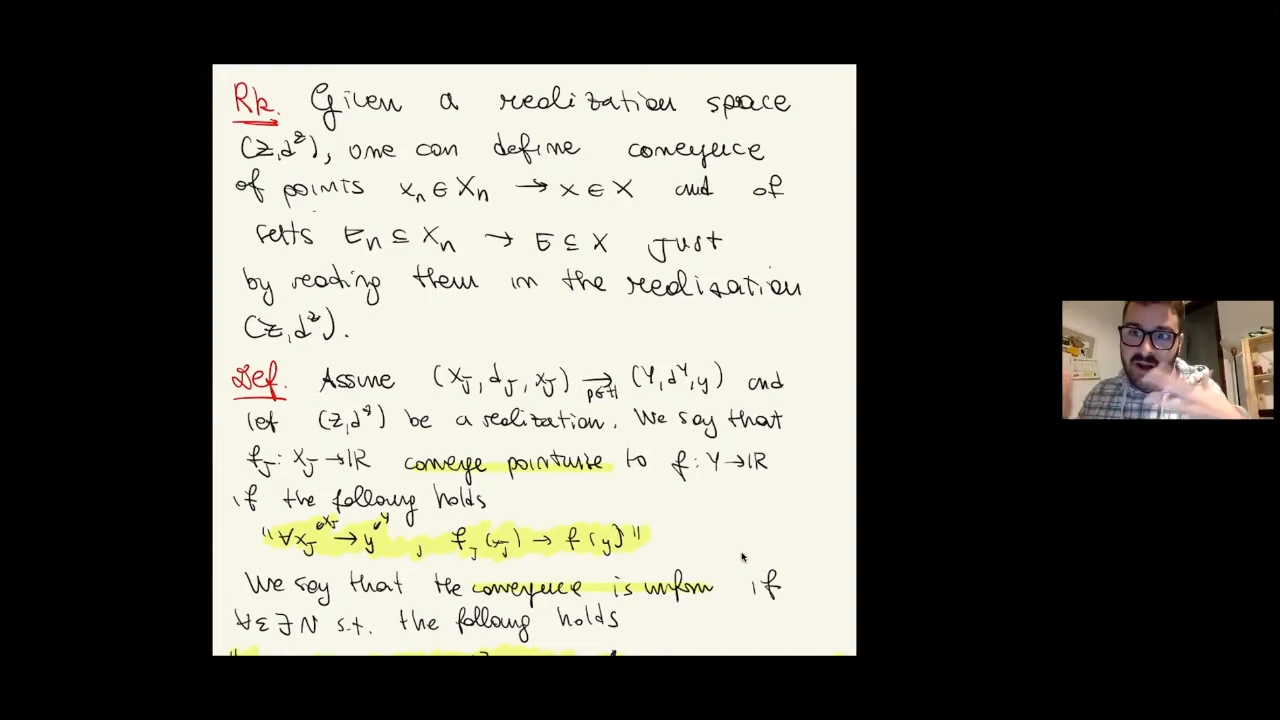 Rk. Given a realization space
(Z, d^Z), one can define convergence
of points x_n ∈ X_n → x ∈ X and of
sets E_n ⊆ X_n → E ⊆ X just
by reading them in the realization
(Z, d^Z).
Def. Assume (X_j, d_j, x_j) →_{pGH} (Y, d^Y, y) and
let (Z, d^Z) be a realization. We say that
f_j : X_j → ℝ converge pointwise to f : Y → ℝ
if the following holds
"∀ x_j ∈ X_j → y ∈ Y, f_j(x_j) → f(y)"
We say that the convergence is uniform if
∀ε ∃N s.t. the following holds